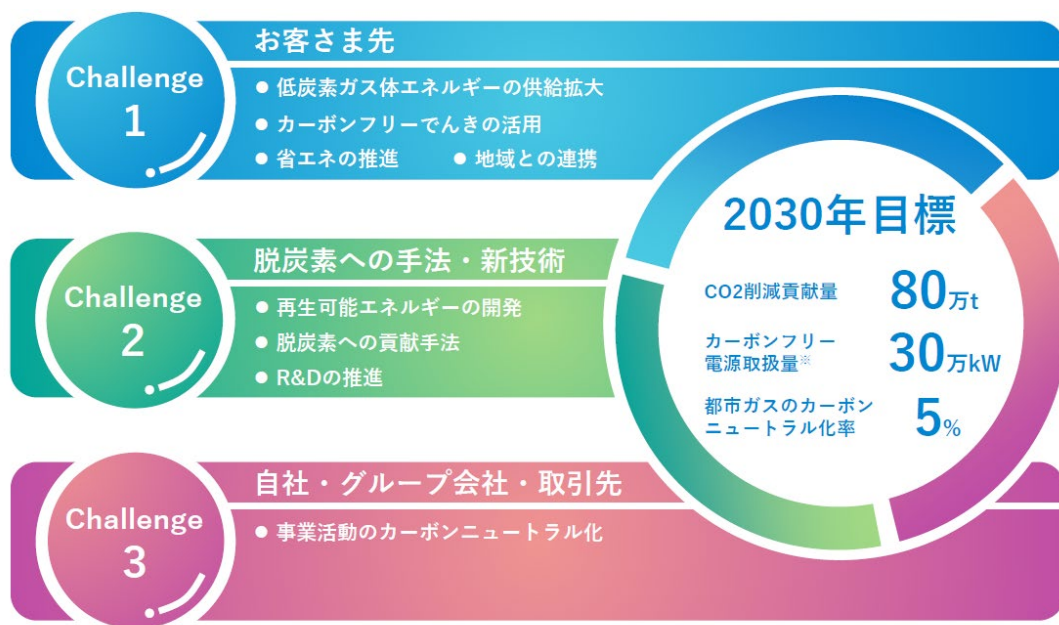 Challenge
1
お客さま先
● 低炭素ガス体エネルギーの供給拡大
● カーボンフリーでんきの活用
● 省エネの推進 ● 地域との連携
Challenge
2
脱炭素への手法・新技術
● 再生可能エネルギーの開発
● 脱炭素への貢献手法
● R&Dの推進
Challenge
3
自社・グループ会社・取引先
● 事業活動のカーボンニュートラル化
2030年目標
CO2削減貢献量 80万t
カーボンフリー
電源取扱量※ 30万kW
都市ガスのカーボン
ニュートラル化率 5%